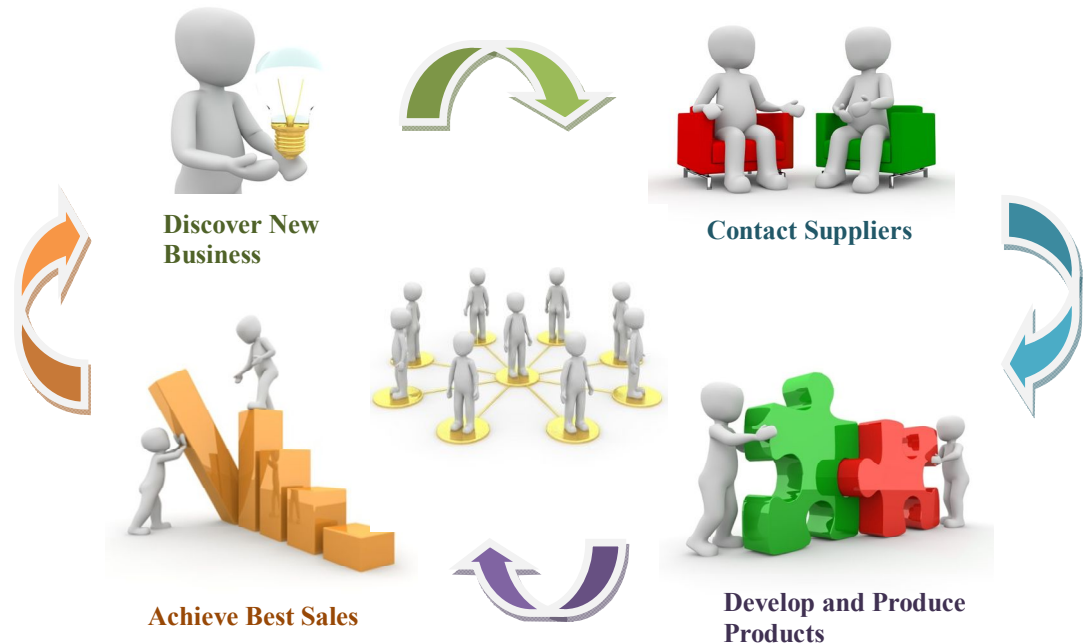 Discover New
Business
Contact Suppliers
Achieve Best Sales
Develop and Produce
Products